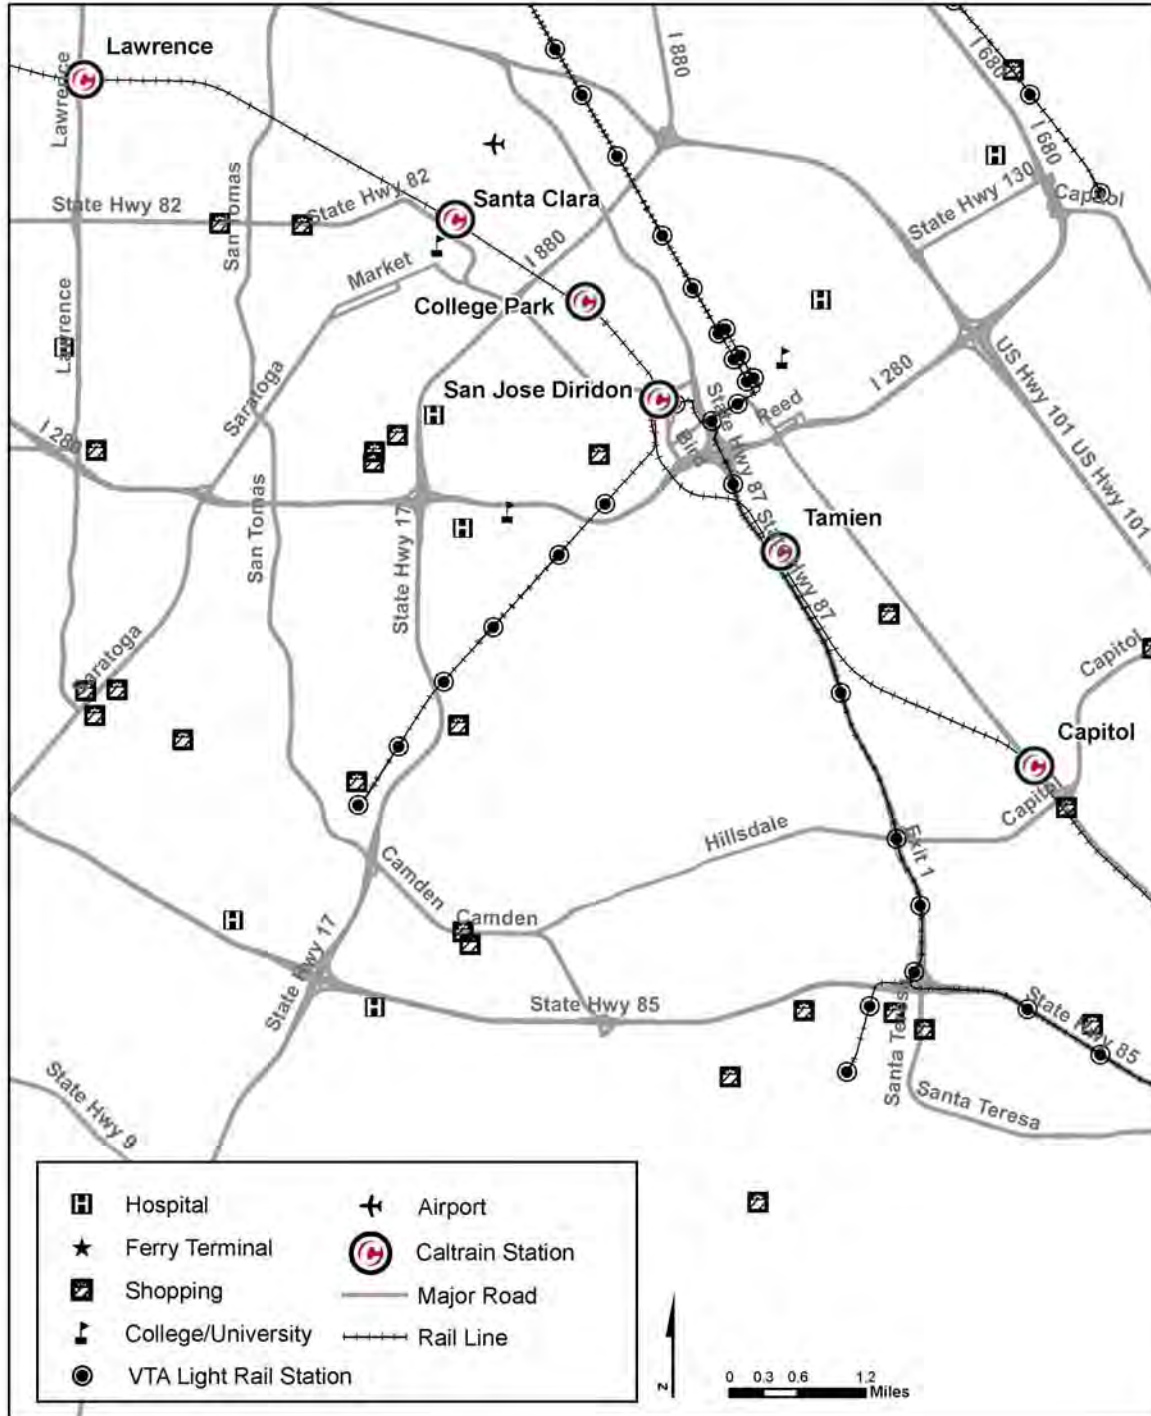 Lawrence
I 880
I 680
Lawrence
I 680
State Hwy 130
Capitol
San Tomas
State Hwy 82
State Hwy 82
Santa Clara
I 880
Market
College Park
Lawrence
US Hwy 101
US Hwy 101
I 280
San Jose Diridon
Saratoga
State Hwy 87
Reed
Bird
I 280
San Tomas
State Hwy 17
State Hwy 87
Tamien
Saratoga
Capitol
Capitol
Capitol
Hillsdale
Exit 1
Camden
Camden
State Hwy 17
State Hwy 85
State Hwy 85
Santa Teresa
Santa Teresa
State Hwy 9
Hospital
Airport
Ferry Terminal
Caltrain Station
Shopping
Major Road
College/University
Rail Line
VTA Light Rail Station
N
0 0.3 0.6 1.2
Miles